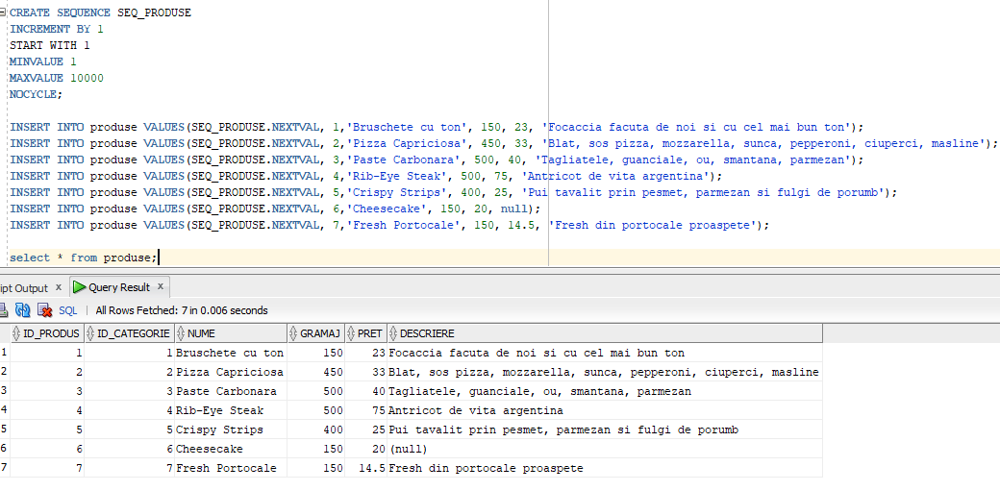 CREATE SEQUENCE SEQ_PRODUSE
INCREMENT BY 1
START WITH 1
MINVALUE 1
MAXVALUE 10000
NOCYCLE;
INSERT INTO produse VALUES(SEQ_PRODUSE.NEXTVAL, 1,'Bruschete cu ton', 150, 23, 'Focaccia facuta de noi si cu cel mai bun ton');
INSERT INTO produse VALUES(SEQ_PRODUSE.NEXTVAL, 2,'Pizza Capriciosa', 450, 33, 'Blat, sos pizza, mozzarella, sunca, pepperoni, ciuperci, masline');
INSERT INTO produse VALUES(SEQ_PRODUSE.NEXTVAL, 3,'Paste Carbonara', 500, 40, 'Tagliatele, guanciale, ou, smantana, parmezan');
INSERT INTO produse VALUES(SEQ_PRODUSE.NEXTVAL, 4,'Rib-Eye Steak', 500, 75, 'Antricot de vita argentina');
INSERT INTO produse VALUES(SEQ_PRODUSE.NEXTVAL, 5,'Crispy Strips', 400, 25, 'Pui tavalit prin pesmet, parmezan si fulgi de porumb');
INSERT INTO produse VALUES(SEQ_PRODUSE.NEXTVAL, 6,'Cheesecake', 150, 20, null);
INSERT INTO produse VALUES(SEQ_PRODUSE.NEXTVAL, 7,'Fresh Portocale', 150, 14.5, 'Fresh din portocale proaspete');
select * from produse;
ipt Output x Query Result x
SQL | All Rows Fetched: 7 in 0.006 seconds
ID_PRODUS ID_CATEGORIE NUME GRAMAJ PRET DESCRIERE
1 1 1 Bruschete cu ton 150 23 Focaccia facuta de noi si cu cel mai bun ton
2 2 2 Pizza Capriciosa 450 33 Blat, sos pizza, mozzarella, sunca, pepperoni, ciuperci, masline
3 3 3 Paste Carbonara 500 40 Tagliatele, guanciale, ou, smantana, parmezan
4 4 4 Rib-Eye Steak 500 75 Antricot de vita argentina
5 5 5 Crispy Strips 400 25 Pui tavalit prin pesmet, parmezan si fulgi de porumb
6 6 6 Cheesecake 150 20 (null)
7 7 7 Fresh Portocale 150 14.5 Fresh din portocale proaspete